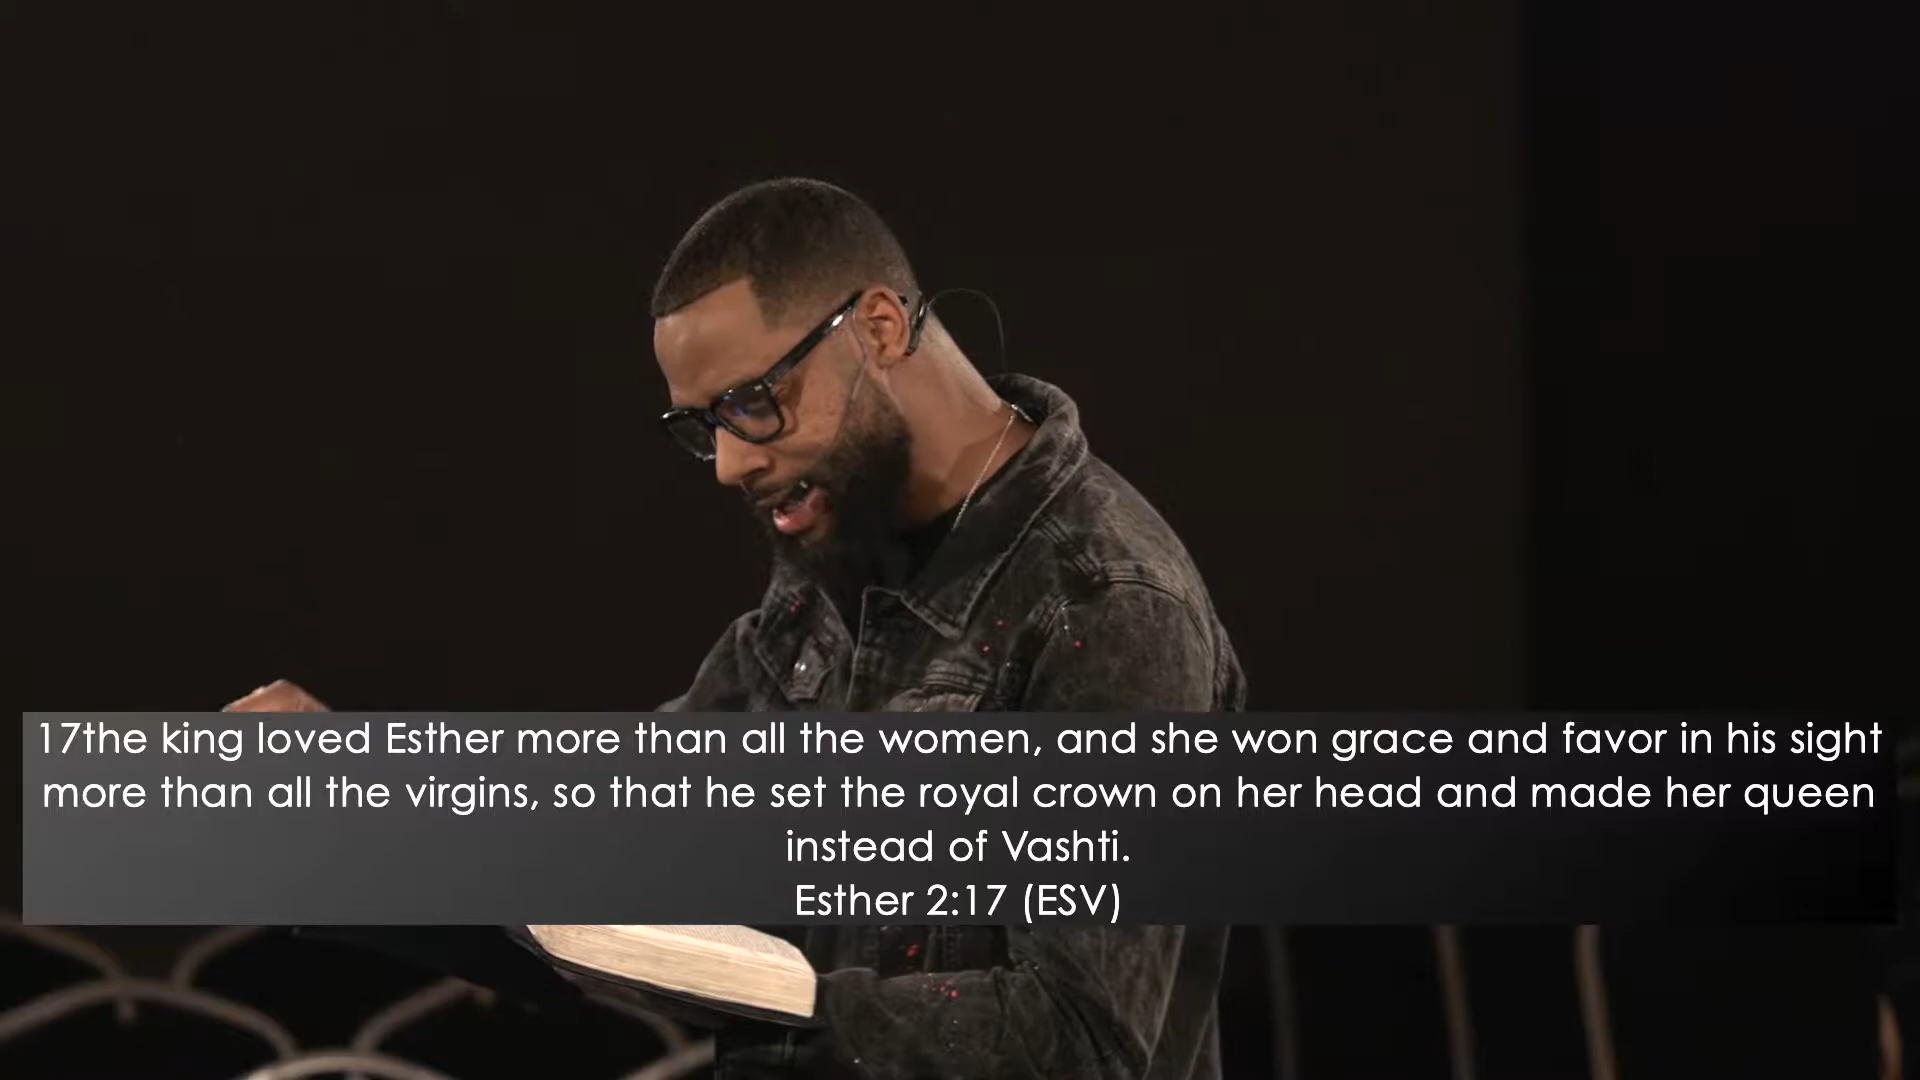 17the king loved Esther more than all the women, and she won grace and favor in his sight
more than all the virgins, so that he set the royal crown on her head and made her queen
instead of Vashti.
Esther 2:17 (ESV)